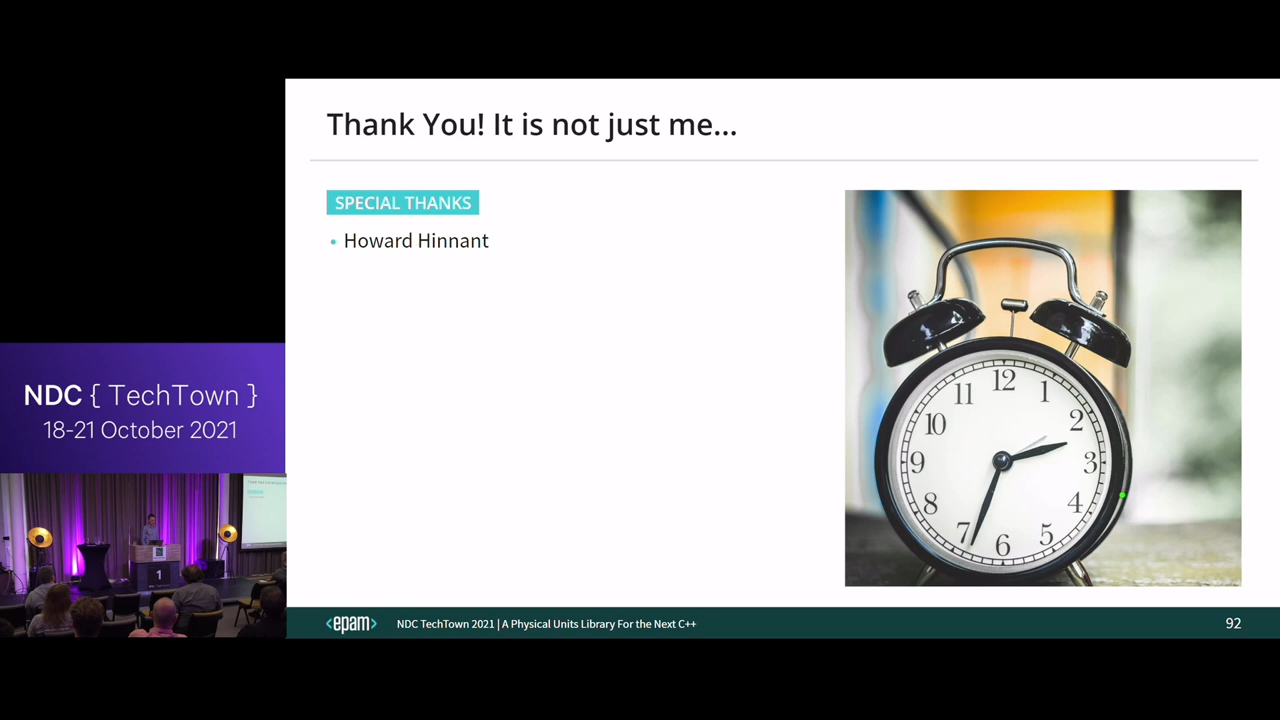 Thank You! It is not just me...
SPECIAL THANKS
• Howard Hinnant
12
11
1
10
2
9
3
8
4
7
5
6
NDC { TechTown }
18-21 October 2021
1
<epam>
NDC TechTown 2021 | A Physical Units Library For the Next C++
92